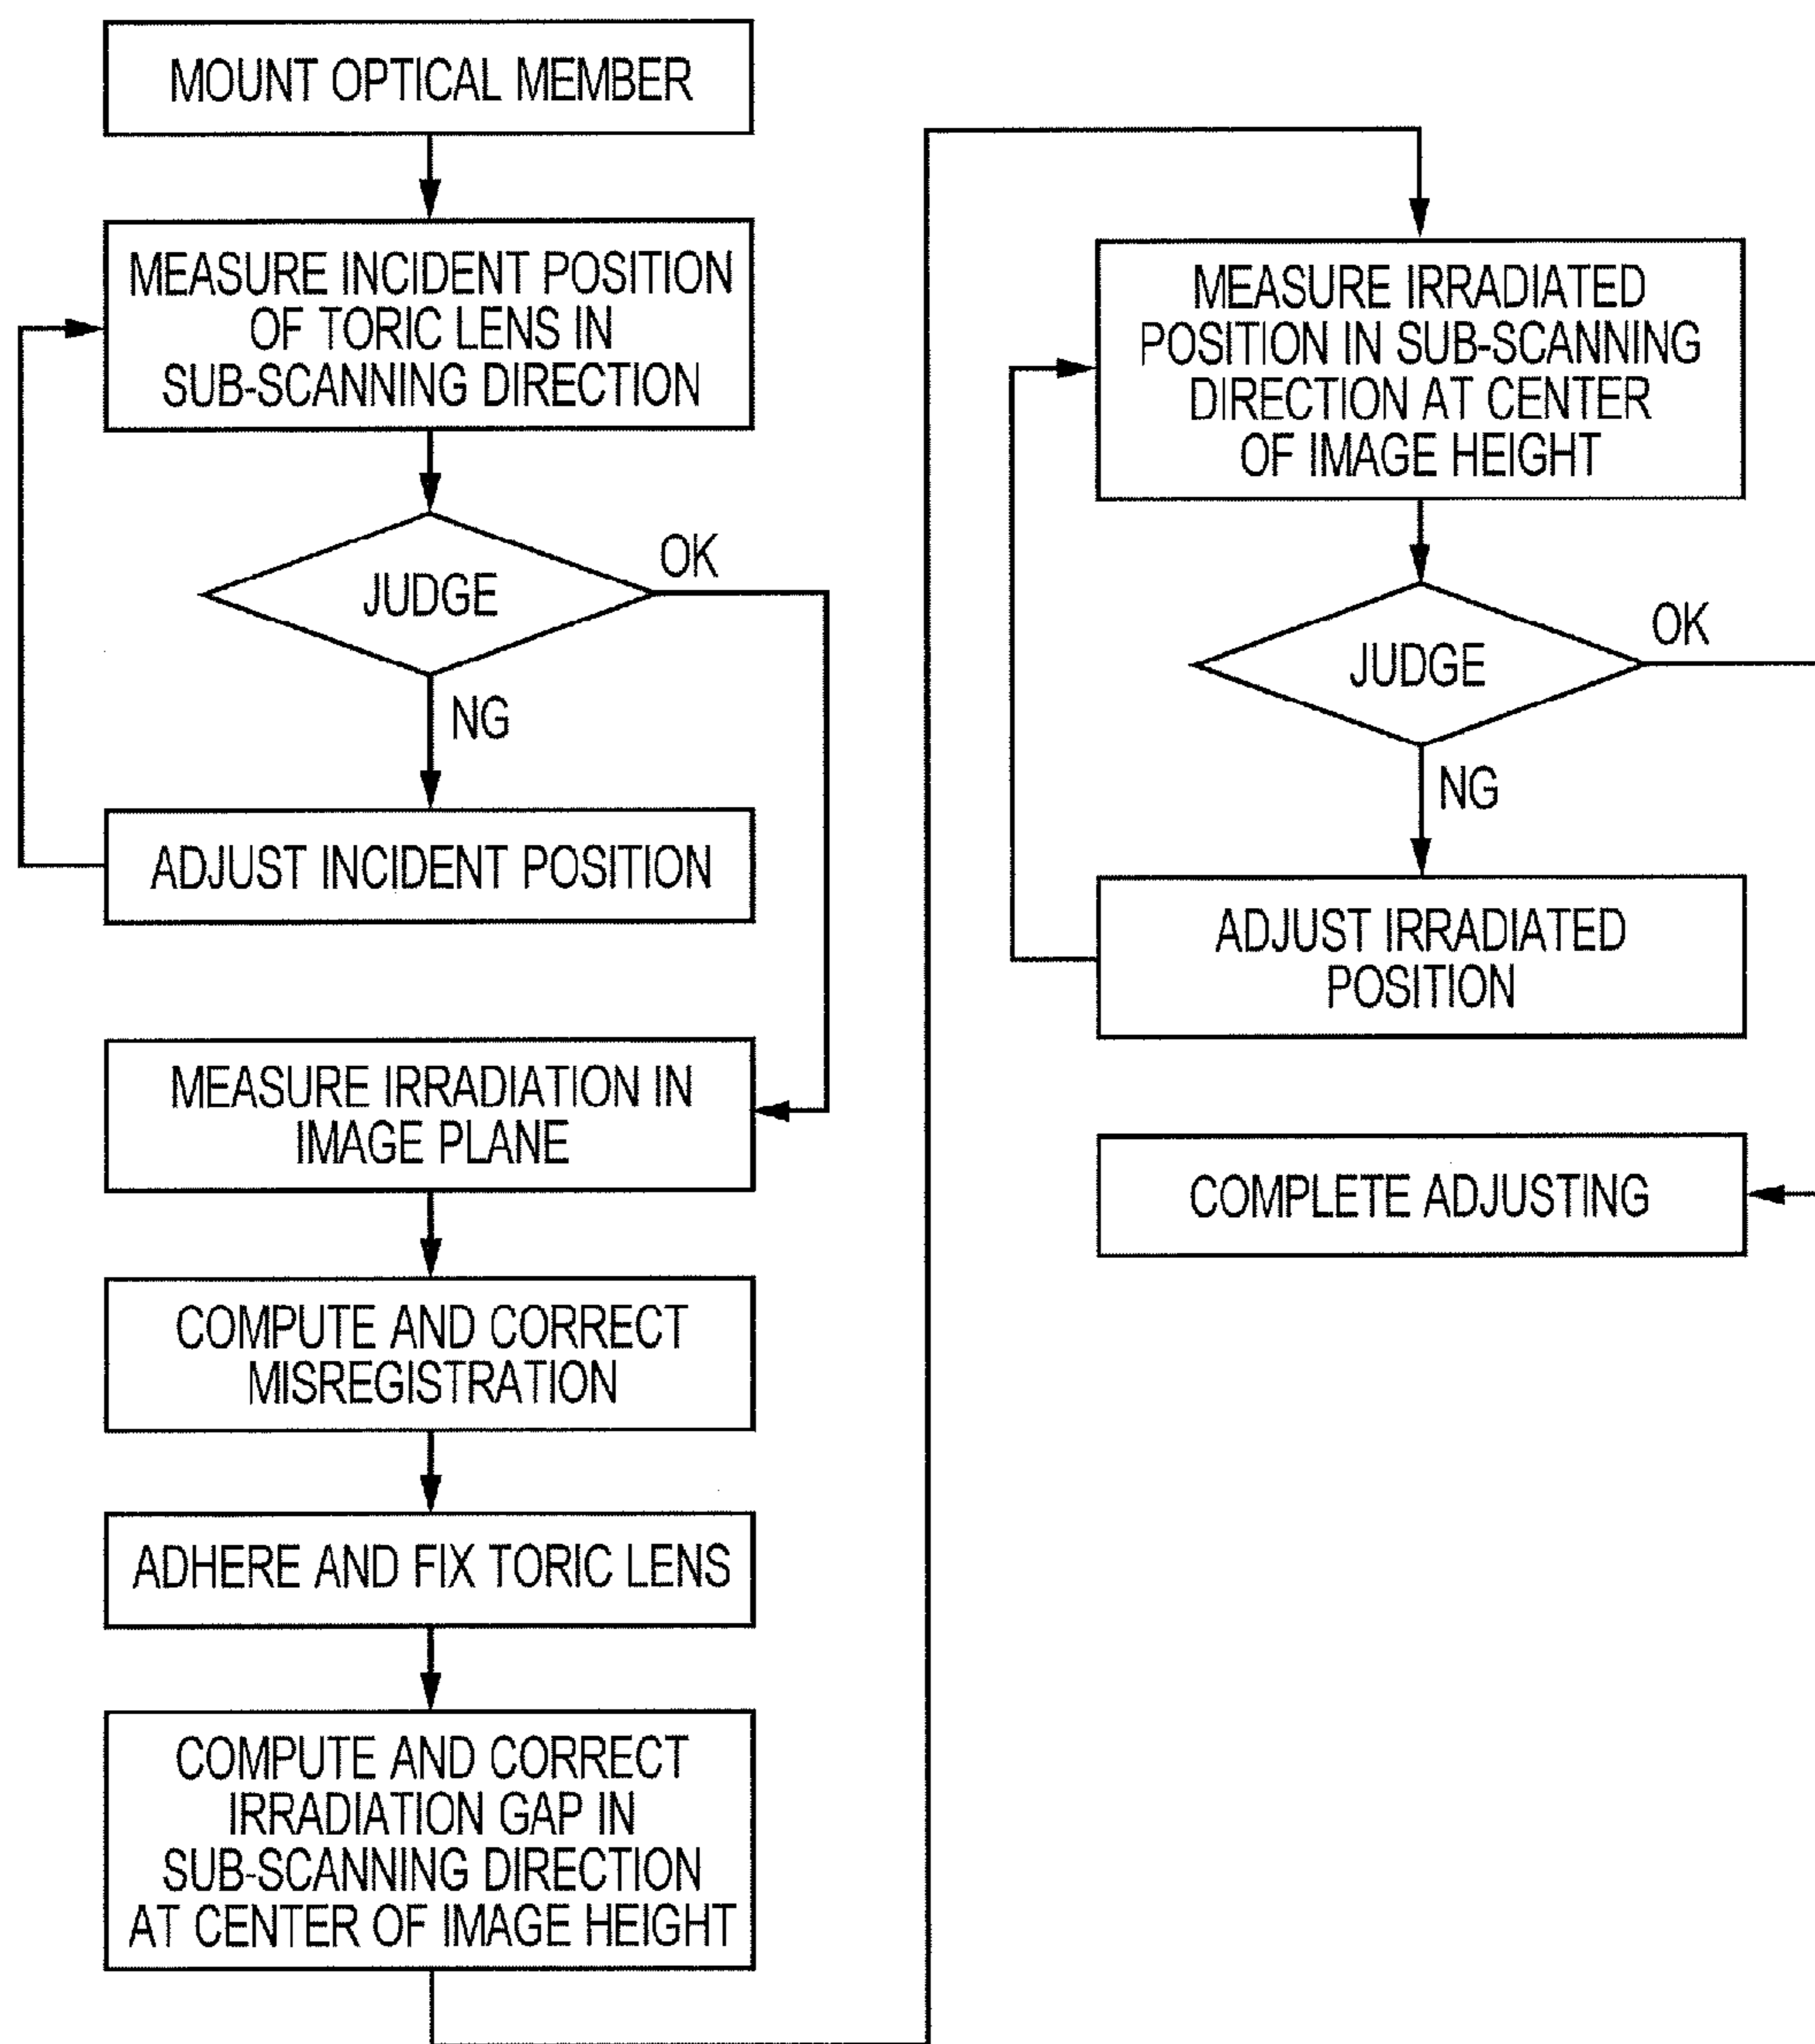 MOUNT OPTICAL MEMBER
MEASURE INCIDENT POSITION
OF TORIC LENS IN
SUB-SCANNING DIRECTION
OK
JUDGE
NG
ADJUST INCIDENT POSITION
MEASURE IRRADIATION IN
IMAGE PLANE
COMPUTE AND CORRECT
MISREGISTRATION
ADHERE AND FIX TORIC LENS
COMPUTE AND CORRECT
IRRADIATION GAP IN
SUB-SCANNING DIRECTION
AT CENTER OF IMAGE HEIGHT
MEASURE IRRADIATED
POSITION IN SUB-SCANNING
DIRECTION AT CENTER
OF IMAGE HEIGHT
OK
JUDGE
NG
ADJUST IRRADIATED
POSITION
COMPLETE ADJUSTING